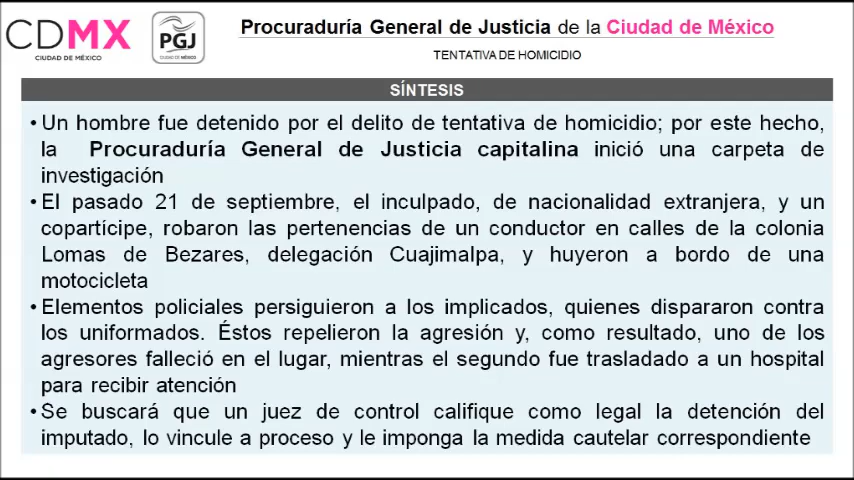 CDMX
CIUDAD DE MÉXICO
PGJ
CIUDAD DE MÉXICO
Procuraduría General de Justicia de la Ciudad de México
TENTATIVA DE HOMICIDIO
SÍNTESIS
• Un hombre fue detenido por el delito de tentativa de homicidio; por este hecho,
la Procuraduría General de Justicia capitalina inició una carpeta de
investigación
• El pasado 21 de septiembre, el inculpado, de nacionalidad extranjera, y un
copartícipe, robaron las pertenencias de un conductor en calles de la colonia
Lomas de Bezares, delegación Cuajimalpa, y huyeron a bordo de una
motocicleta
• Elementos policiales persiguieron a los implicados, quienes dispararon contra
los uniformados. Éstos repelieron la agresión y, como resultado, uno de los
agresores falleció en el lugar, mientras el segundo fue trasladado a un hospital
para recibir atención
• Se buscará que un juez de control califique como legal la detención del
imputado, lo vincule a proceso y le imponga la medida cautelar correspondiente